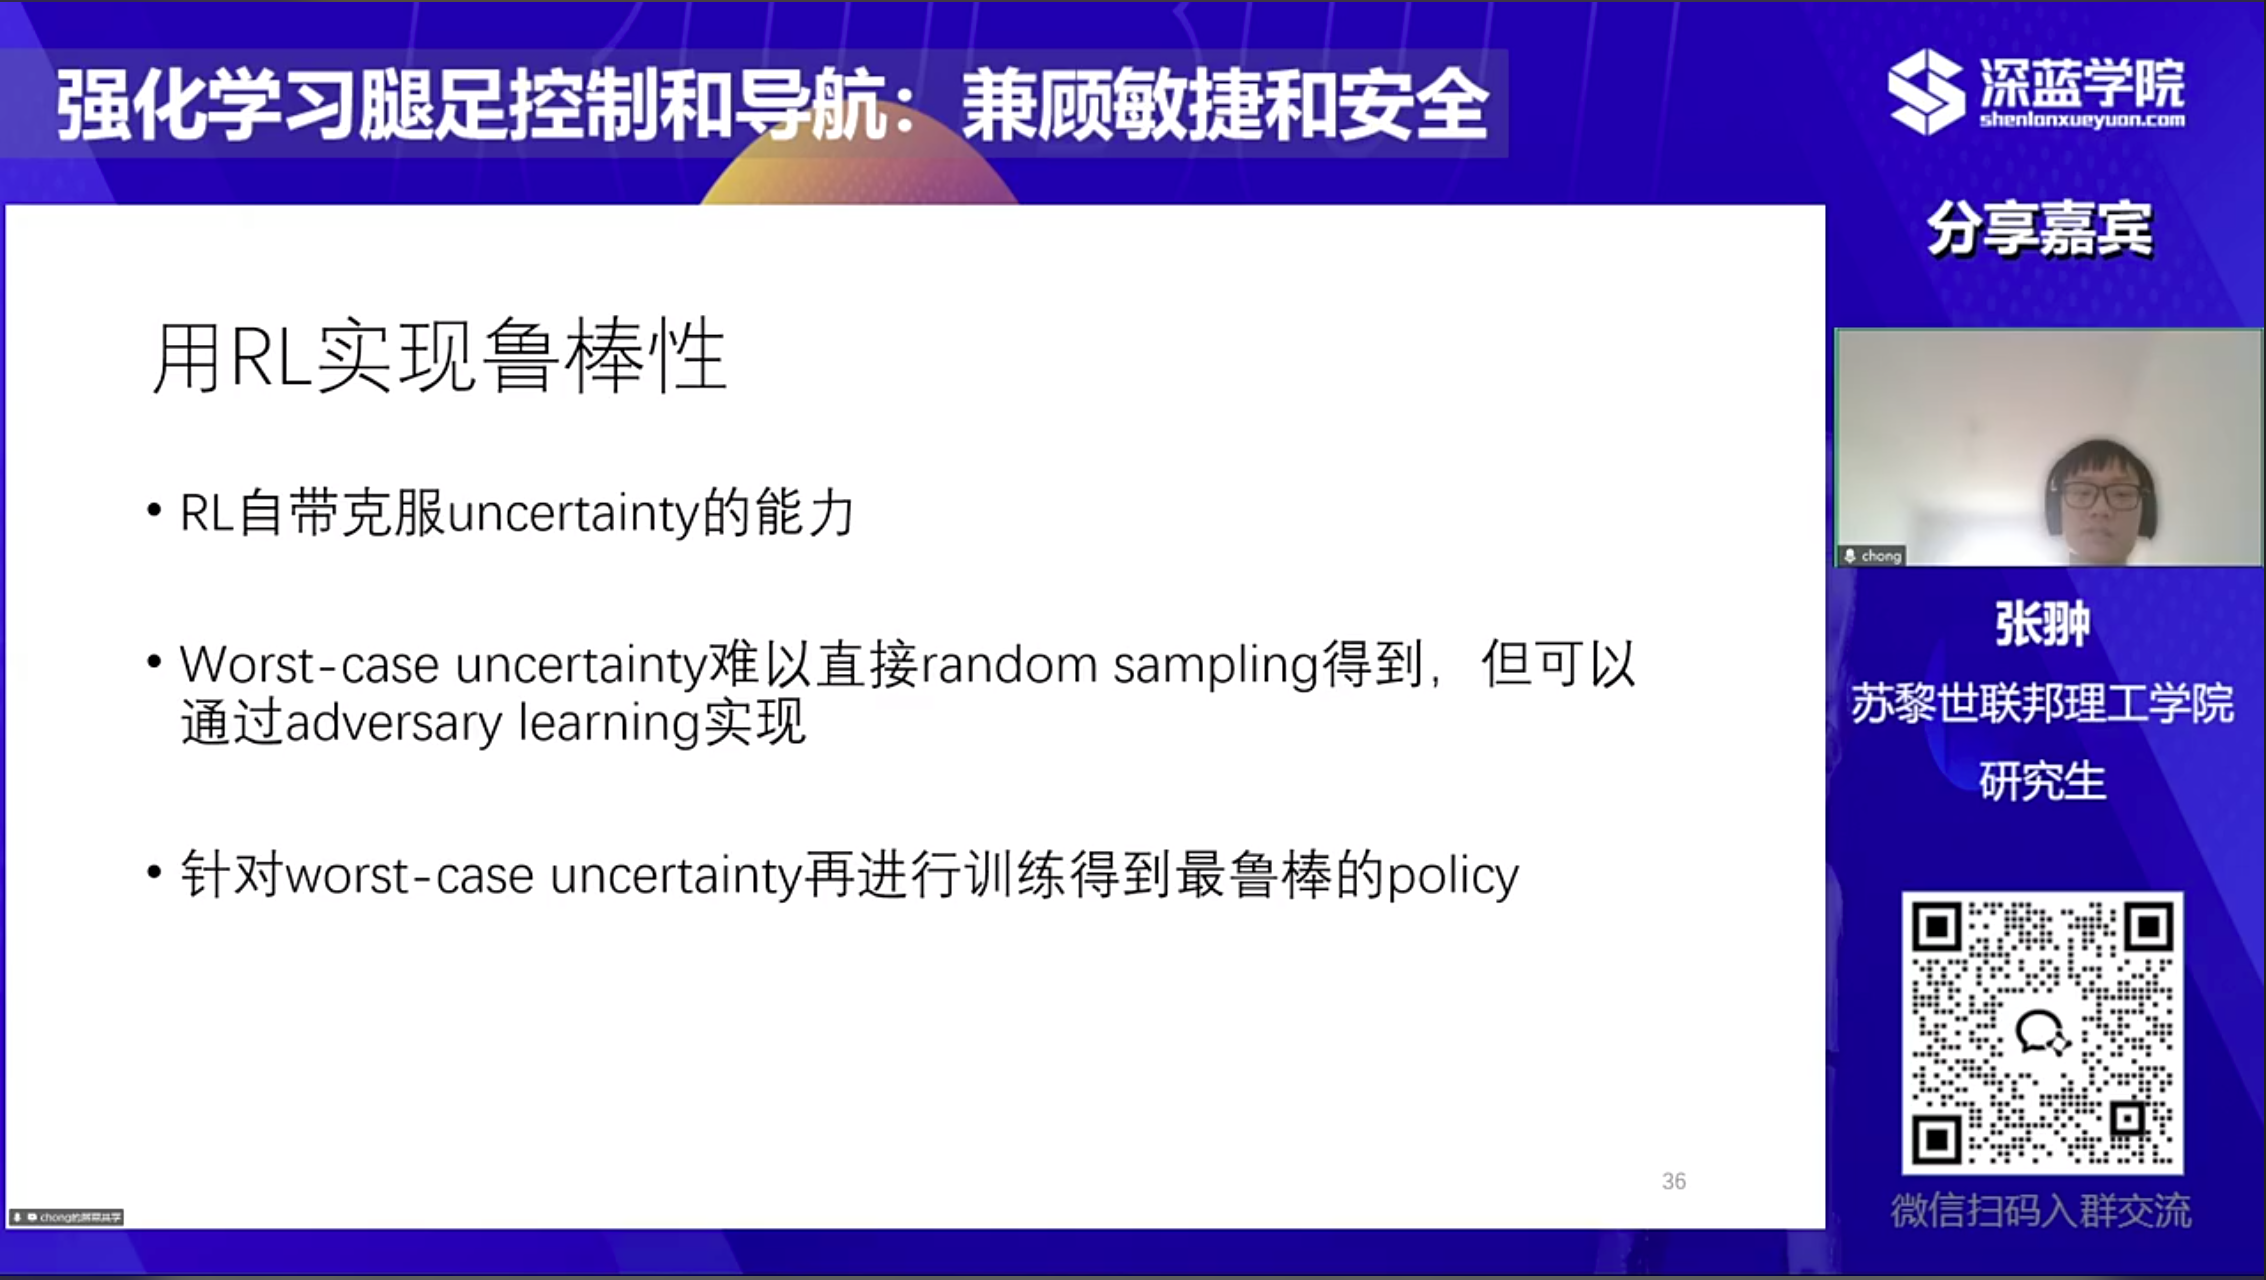 强化学习腿足控制和导航：兼顾敏捷和安全
深蓝学院
shenlanxueyuan.com
分享嘉宾
用RL实现鲁棒性
• RL自带克服uncertainty的能力
• Worst-case uncertainty难以直接random sampling得到，但可以
通过adversary learning实现
• 针对worst-case uncertainty再进行训练得到最鲁棒的policy
36
chong的屏幕共享
chong
张翀
苏黎世联邦理工学院
研究生
微信扫码入群交流